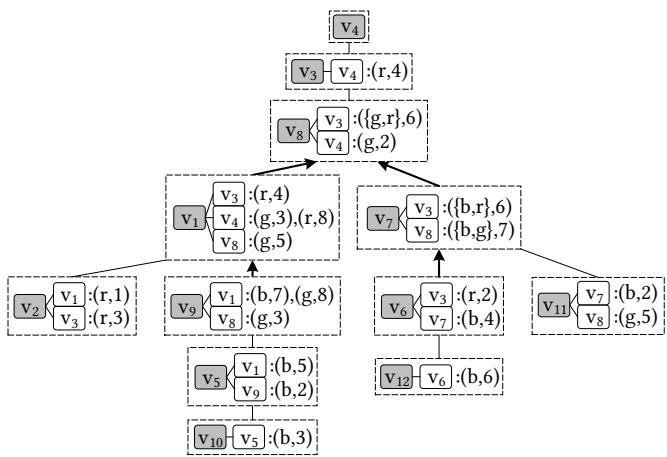 v₄
v₃ v₄ :(r,4)
v₈ v₃ :({g,r},6)
v₄ :(g,2)
v₁ v₃ :(r,4)
v₄ :(g,3),(r,8)
v₈ :(g,5)
v₇ v₃ :({b,r},6)
v₈ :({b,g},7)
v₂ v₁ :(r,1)
v₃ :(r,3)
v₉ v₁ :(b,7),(g,8)
v₈ :(g,3)
v₆ v₃ :(r,2)
v₇ :(b,4)
v₁₁ v₇ :(b,2)
v₈ :(g,5)
v₅ v₁ :(b,5)
v₉ :(b,2)
v₁₂ v₆ :(b,6)
v₁₀ v₅ :(b,3)